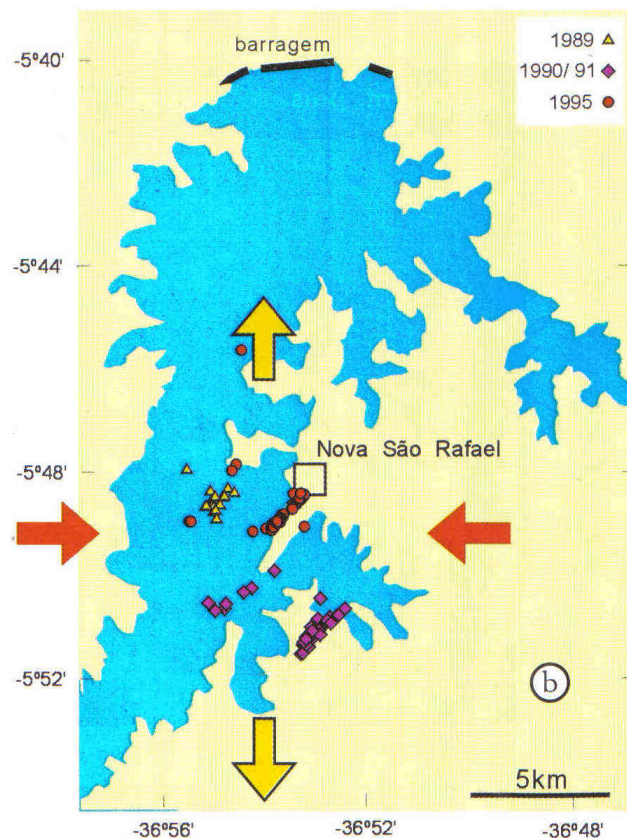 1989
1990/ 91
1995
barragem
-5º40'
-5º44'
-5º48'
-5º52'
Nova São Rafael
b
5km
-36º56'
-36º52'
-36º48'